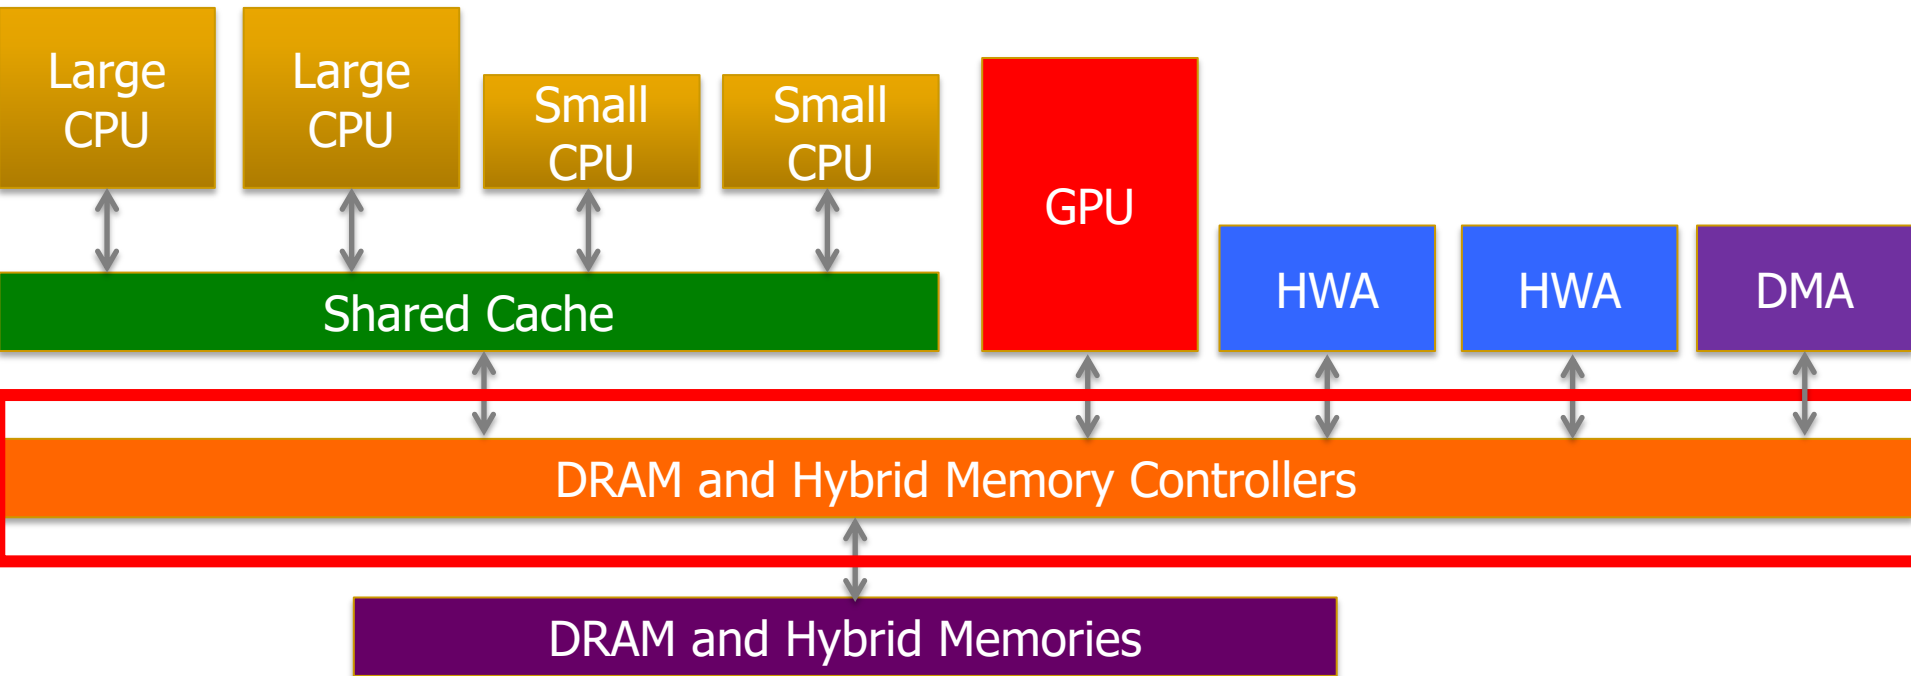 Large
CPU
Large
CPU
Small
CPU
Small
CPU
GPU
HWA
HWA
DMA
Shared Cache
DRAM and Hybrid Memory Controllers
DRAM and Hybrid Memories